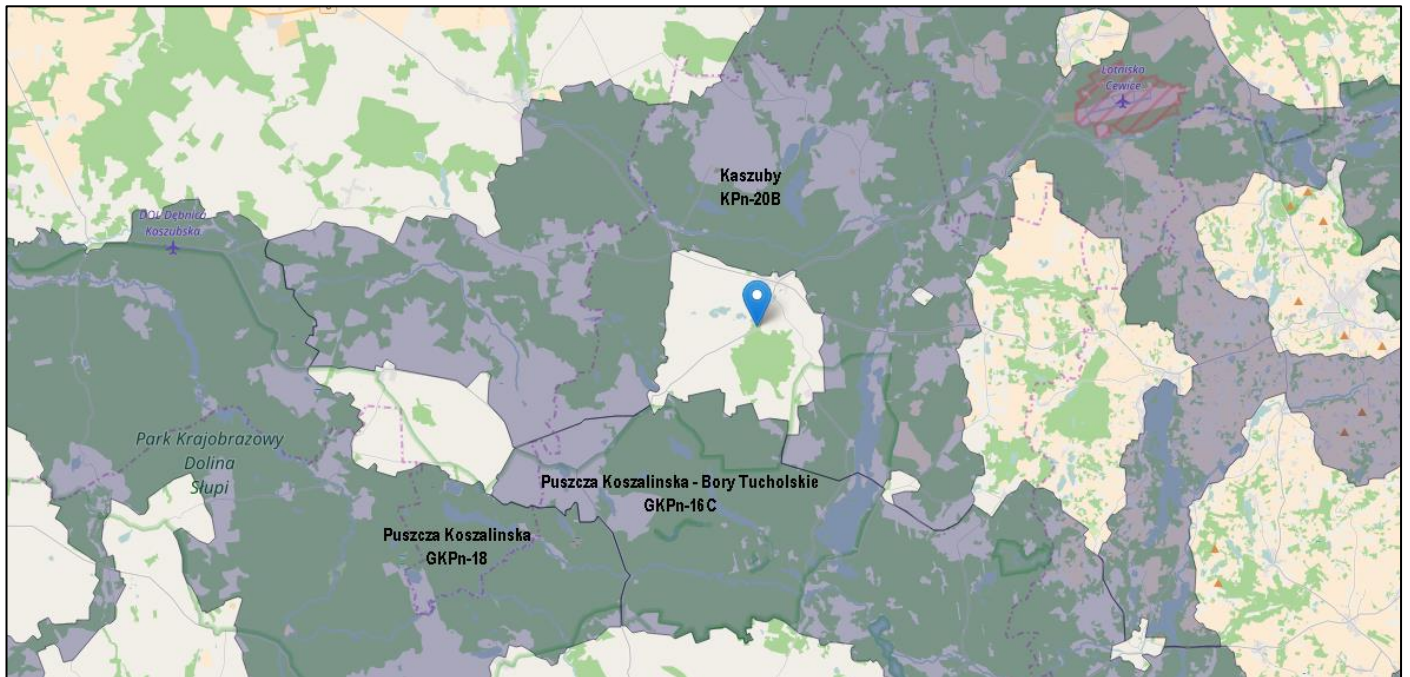 Lotnisko
Cewice
Kaszuby
KPn-20B
DOL Dębnica
Kaszubska
Park Krajobrazowy
Dolina
Słupi
Puszcza Koszalinska - Bory Tucholskie
GKPn-16C
Puszcza Koszalinska
GKPn-18